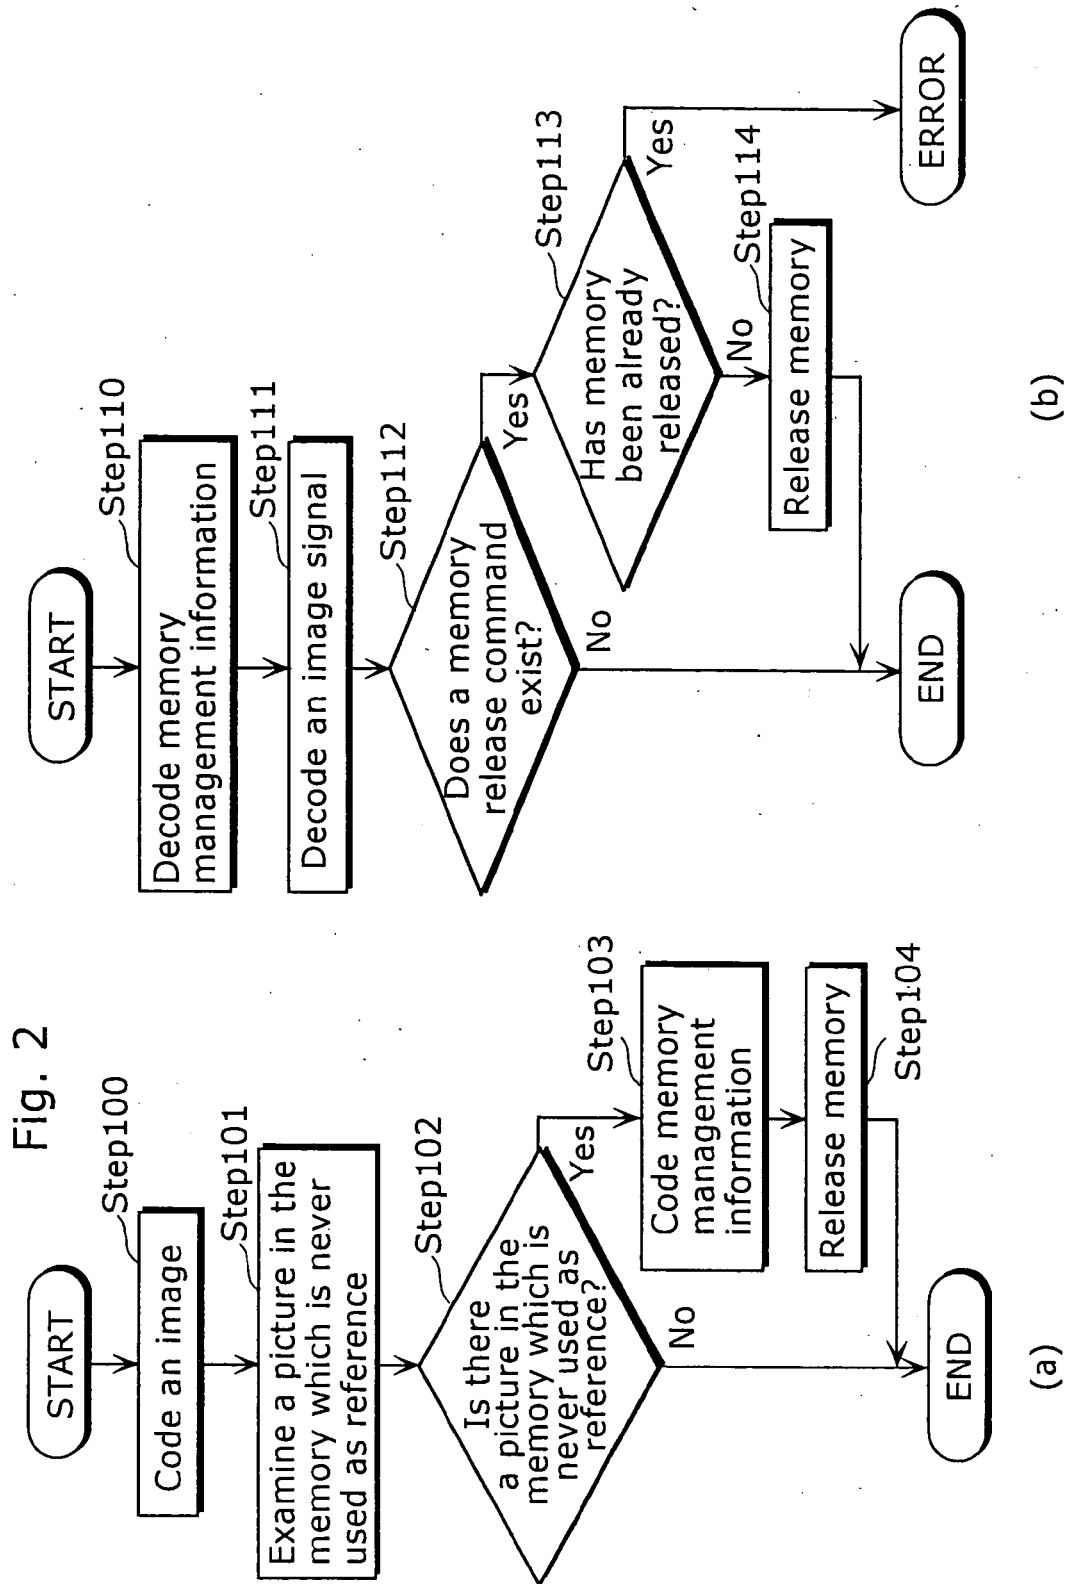 Fig. 2
START
Step100
Code an image
Step101
Examine a picture in the
memory which is never
used as reference
Step102
Is there
a picture in the
memory which is
never used as
reference?
Yes
No
Step103
Code memory
management
information
Release memory
Step104
END
(a)
START
Step110
Decode memory
management information
Step111
Decode an image signal
Step112
Does a memory
release command
exist?
Yes
No
Step113
Has memory
been already
released?
Yes
No
Step114
Release memory
END
ERROR
(b)